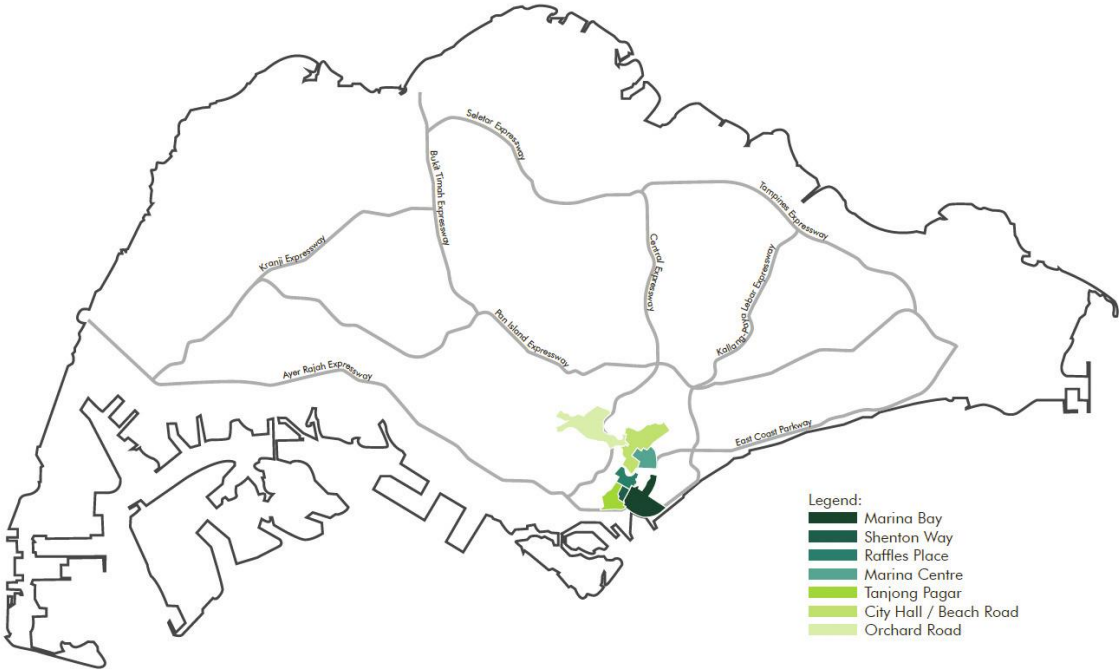 Seletar Expressway
Bukit Timah Expressway
Tampines Expressway
Kranji Expressway
Central Expressway
Kallang-Paya Lebar Expressway
Pan Island Expressway
Ayer Rajah Expressway
East Coast Parkway
Legend:
Marina Bay
Shenton Way
Raffles Place
Marina Centre
Tanjong Pagar
City Hall / Beach Road
Orchard Road